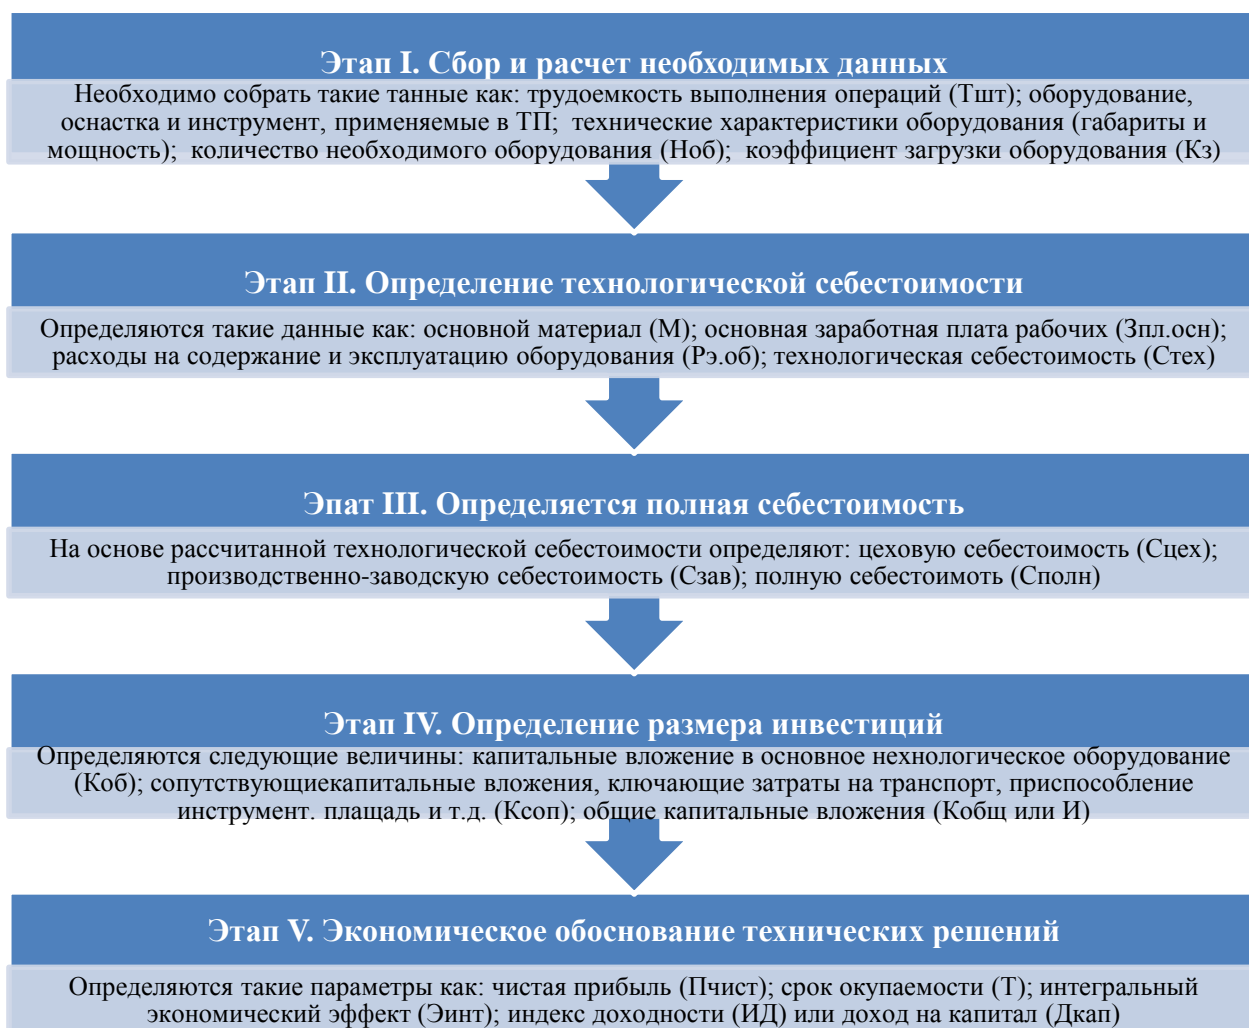 Этап I. Сбор и расчет необходимых данных
Необходимо собрать такие танные как: трудоемкость выполнения операций (Тшт); оборудование,
оснастка и инструмент, применяемые в ТП; технические характеристики оборудования (габариты и
мощность); количество необходимого оборудования (Ноб); коэффициент загрузки оборудования (Кз)
Этап II. Определение технологической себестоимости
Определяются такие данные как: основной материал (М); основная заработная плата рабочих (Зпл.осн);
расходы на содержание и эксплуатацию оборудования (Рэ.об); технологическая себестоимость (Стех)
Эпат III. Определяется полная себестоимость
На основе рассчитанной технологической себестоимости определяют: цеховую себестоимость (Сцех);
производственно-заводскую себестоимость (Сзав); полную себестоимоть (Сполн)
Этап IV. Определение размера инвестиций
Определяются следующие величины: капитальные вложение в основное нехнологическое оборудование
(Коб); сопутствующиекапитальные вложения, ключающие затраты на транспорт, приспособление
инструмент. плащадь и т.д. (Ксоп); общие капитальные вложения (Кобщ или И)
Этап V. Экономическое обоснование технических решений
Определяются такие параметры как: чистая прибыль (Пчист); срок окупаемости (Т); интегральный
экономический эффект (Эинт); индекс доходности (ИД) или доход на капитал (Дкап)